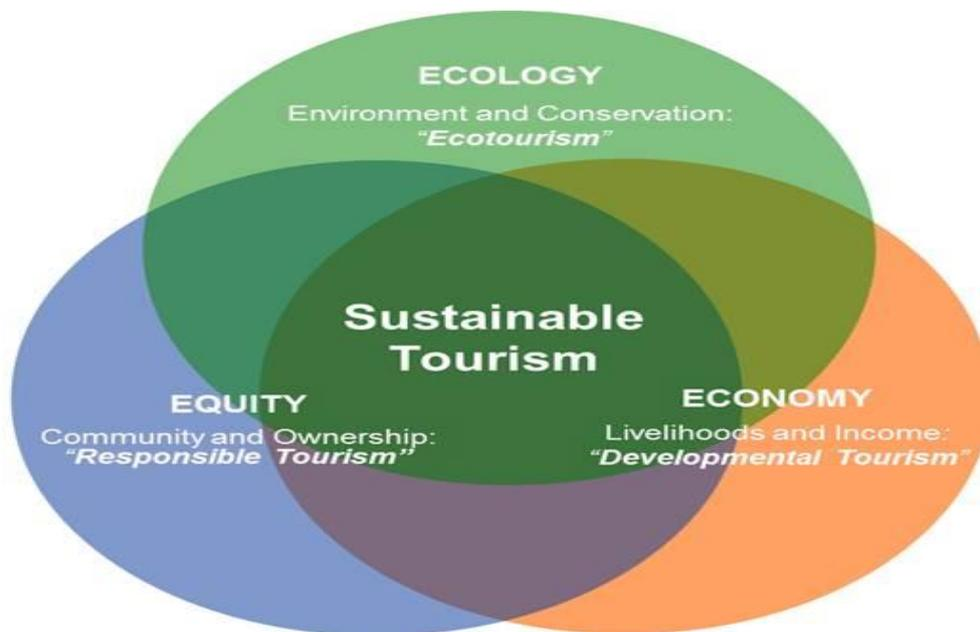 ECOLOGY
Environment and Conservation:
“Ecotourism”
Sustainable
Tourism
EQUITY
Community and Ownership:
“Responsible Tourism”
ECONOMY
Livelihoods and Income:
“Developmental Tourism”